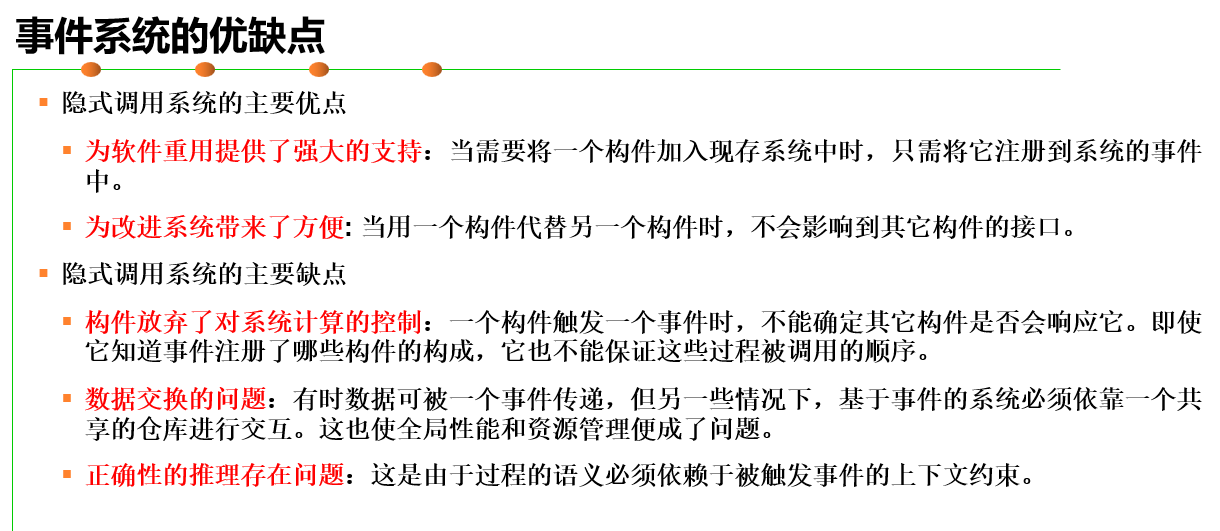 事件系统的优缺点
隐式调用系统的主要优点
为软件重用提供了强大的支持：当需要将一个构件加入现存系统中时，只需将它注册到系统的事件
中。
为改进系统带来了方便: 当用一个构件代替另一个构件时，不会影响到其它构件的接口。
隐式调用系统的主要缺点
构件放弃了对系统计算的控制：一个构件触发一个事件时，不能确定其它构件是否会响应它。即使
它知道事件注册了哪些构件的构成，它也不能保证这些过程被调用的顺序。
数据交换的问题：有时数据可被一个事件传递，但另一些情况下，基于事件的系统必须依靠一个共
享的仓库进行交互。这也使全局性能和资源管理便成了问题。
正确性的推理存在问题：这是由于过程的语义必须依赖于被触发事件的上下文约束。